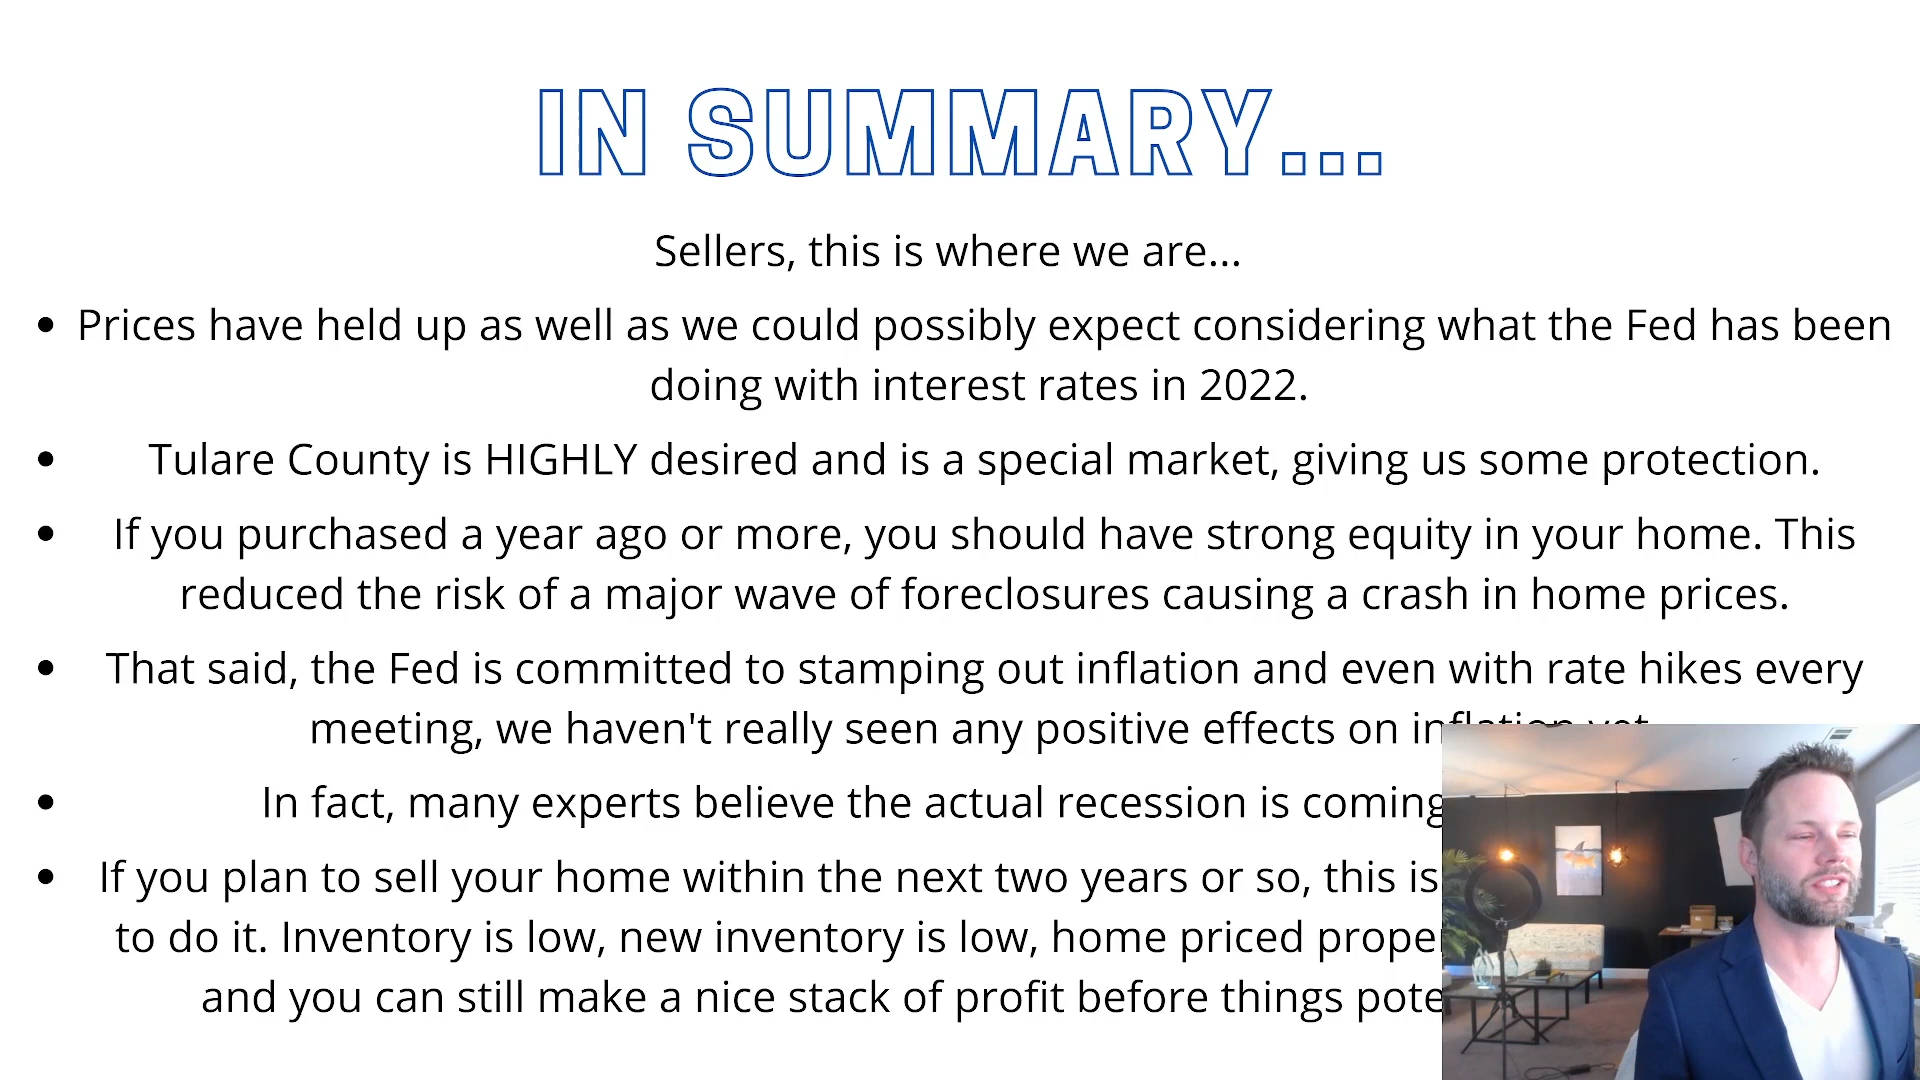 IN SUMMARY...
Sellers, this is where we are...
• Prices have held up as well as we could possibly expect considering what the Fed has been
doing with interest rates in 2022.
• Tulare County is HIGHLY desired and is a special market, giving us some protection.
• If you purchased a year ago or more, you should have strong equity in your home. This
reduced the risk of a major wave of foreclosures causing a crash in home prices.
• That said, the Fed is committed to stamping out inflation and even with rate hikes every
meeting, we haven't really seen any positive effects on inflation yet
• In fact, many experts believe the actual recession is coming
• If you plan to sell your home within the next two years or so, this is
to do it. Inventory is low, new inventory is low, home priced
and you can still make a nice stack of profit before things